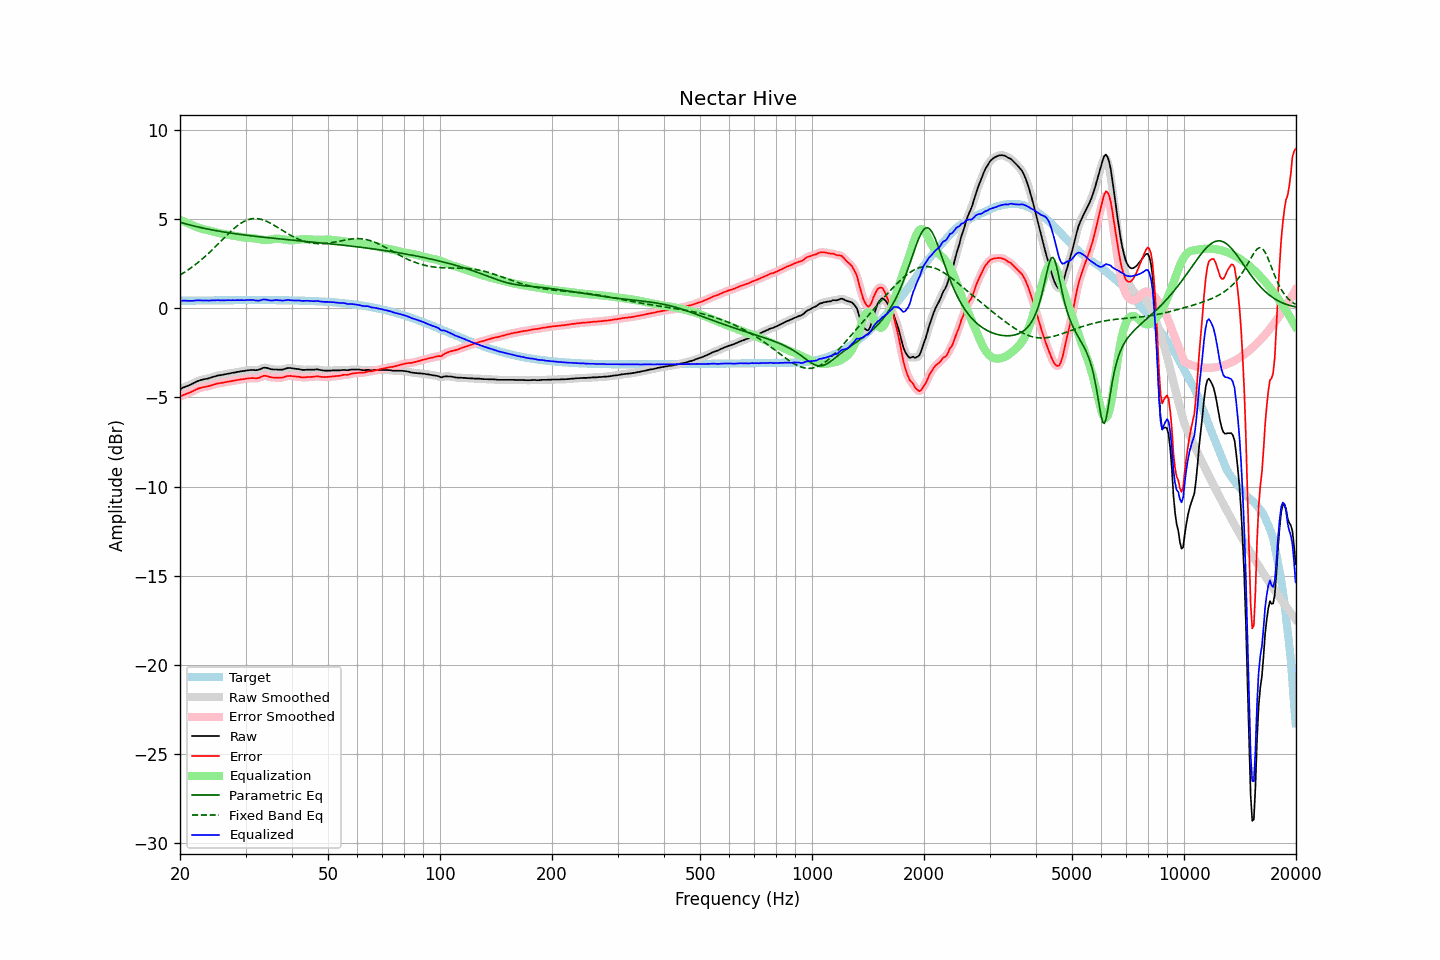 Nectar Hive
Amplitude (dBr)
10
5
0
−5
−10
−15
−20
−25
−30
Target
Raw Smoothed
Error Smoothed
Raw
Error
Equalization
Parametric Eq
Fixed Band Eq
Equalized
20 50 100 200 500 1000 2000 5000 10000 20000
Frequency (Hz)